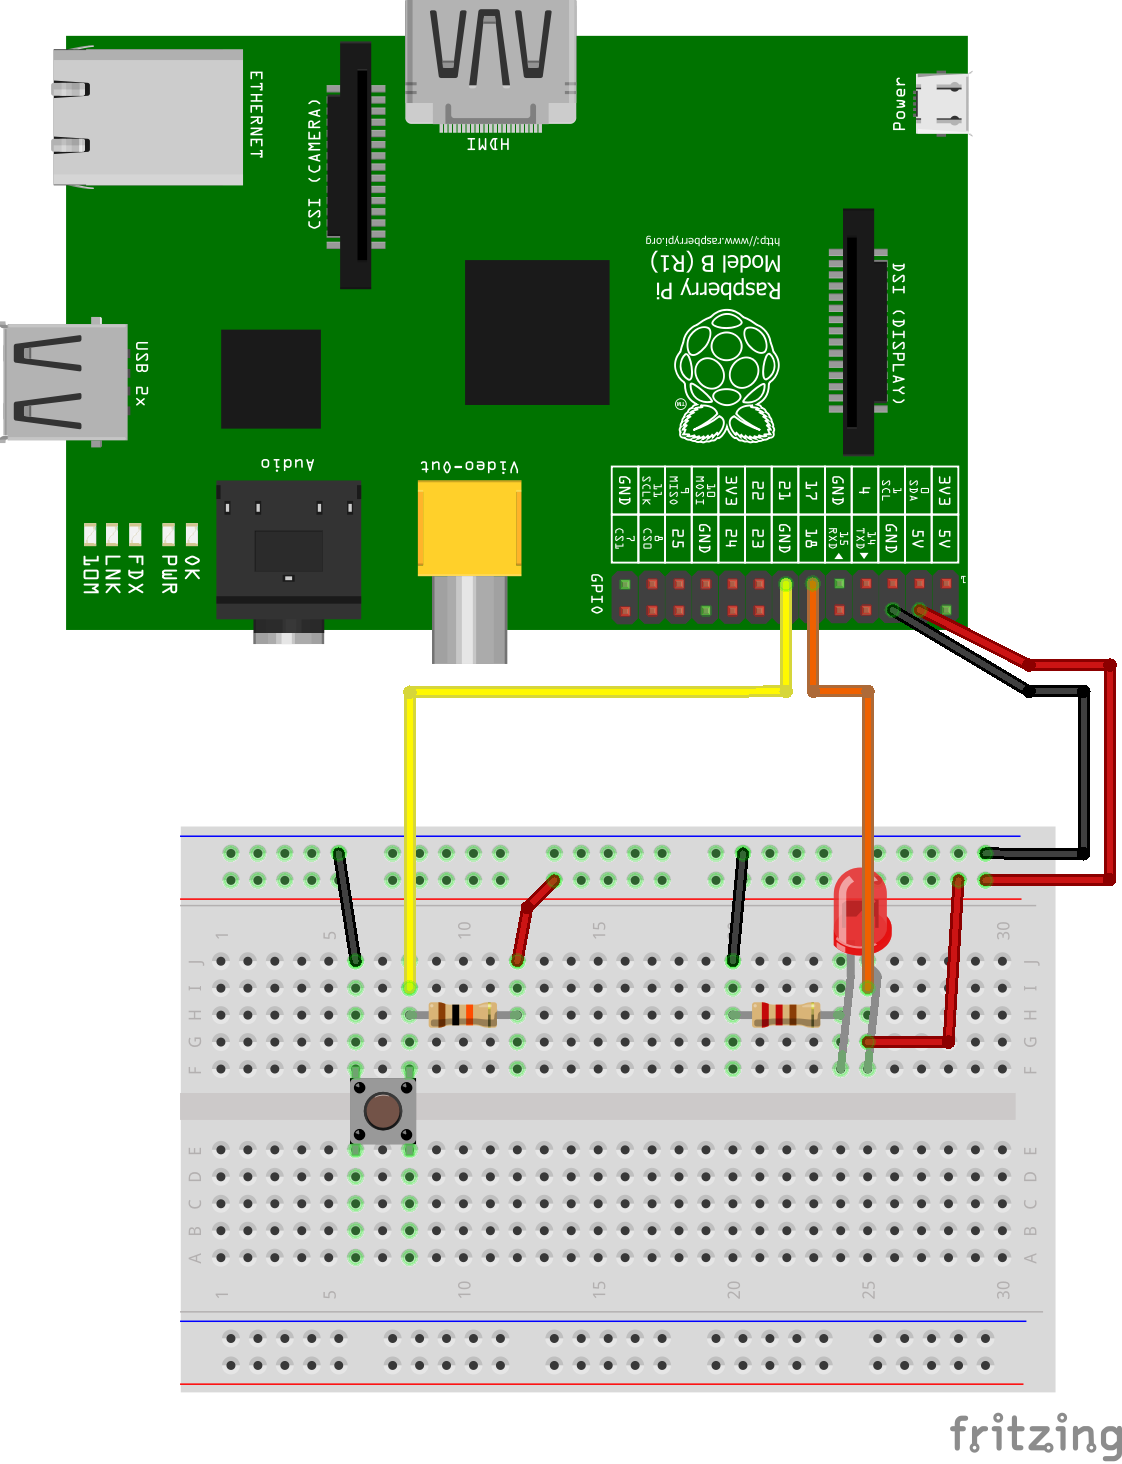 ETHERNET
CSI (CAMERA)
HDMI
Power
http://www.raspberrypi.org
Model B (R1)
Raspberry Pi
DSI (DISPLAY)
USB 2x
TM
Audio
Video-Out
GND 11 SCLK 9 MISO 10 MOSI 3V3 22 21 17 GND 4 1 SCL 0 SDA 3V3
7 CS1 8 CS0 25 GND 24 23 GND 18 15 RXD 14 TXD GND 5V 5V
10M LNK FDX PWR OK
GPIO
1
1 5 10 15 20 25 30
J J
I I
H H
G G
F F
E E
D D
C C
B B
A A
1 5 10 15 20 25 30
fritzing